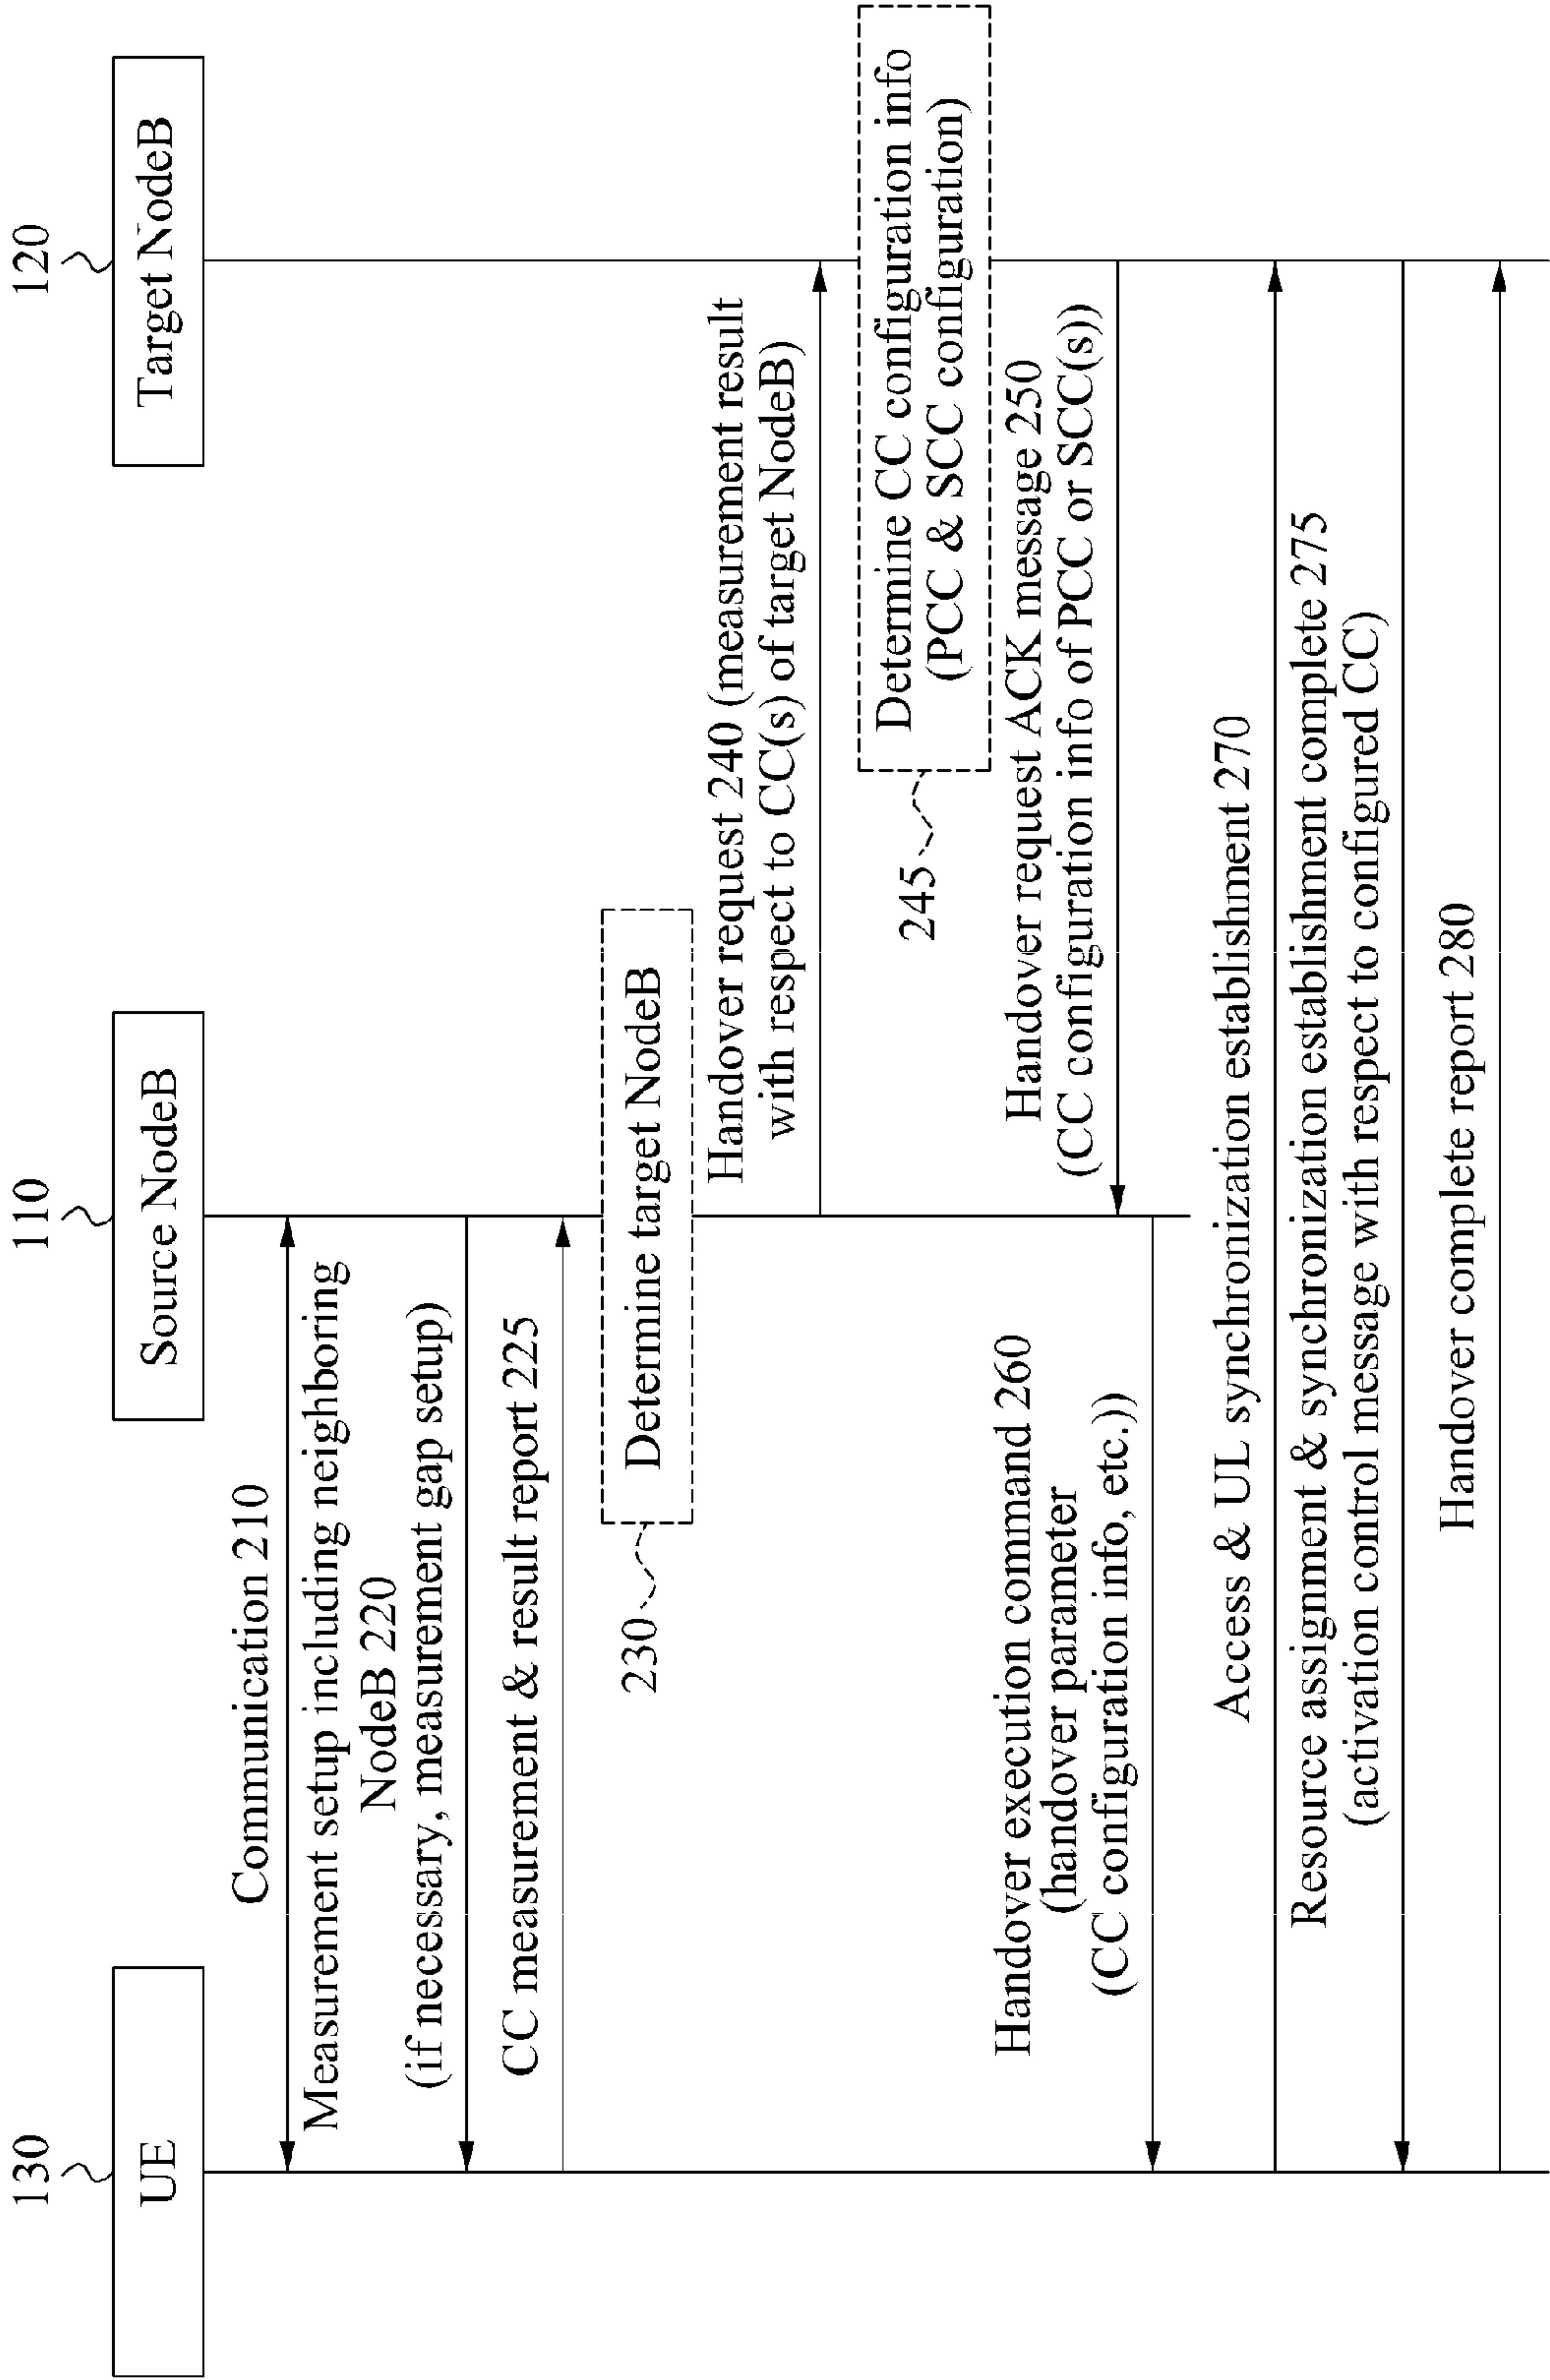 130
110
120
UE
Source NodeB
Target NodeB
Communication 210
Measurement setup including neighboring
NodeB 220
(if necessary, measurement gap setup)
CC measurement & result report 225
230
Determine target NodeB
Handover request 240 (measurement result
with respect to CC(s) of target NodeB)
245
Determine CC configuration info
(PCC & SCC configuration)
Handover request ACK message 250
(CC configuration info of PCC or SCC(s))
Handover execution command 260
(handover parameter
(CC configuration info, etc.))
Access & UL synchronization establishment 270
Resource assignment & synchronization establishment complete 275
(activation control message with respect to configured CC)
Handover complete report 280